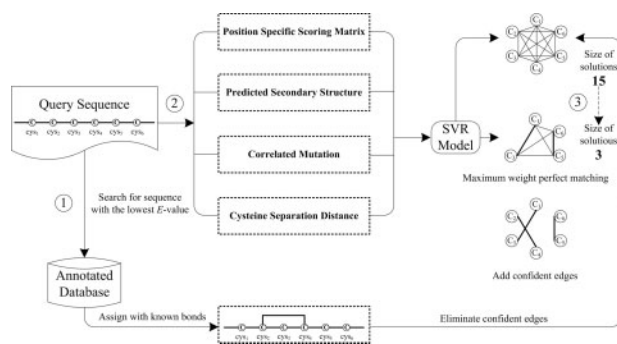 Position Specific Scoring Matrix
Query Sequence
cys₁ cys₂ cys₃ cys₄ cys₅ cys₆
2
Predicted Secondary Structure
SVR
Model
Size of
solutions
15
3
Size of
solutions
3
Correlated Mutation
Maximum weight perfect matching
1
Search for sequence
with the lowest E-value
Cysteine Separation Distance
Annotated
Database
Add confident edges
Assign with known bonds
cys₁ cys₂ cys₃ cys₄ cys₅ cys₆
Eliminate confident edges